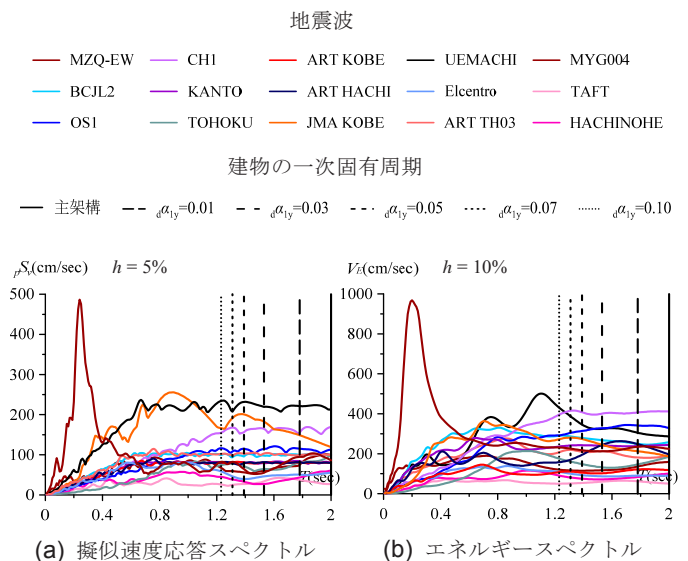 地震波
MZQ-EW CH1 ART KOBE UEMACHI MYG004
BCJL2 KANTO ART HACHI Elcentro TAFT
OS1 TOHOKU JMA KOBE ART TH03 HACHINOHE
建物の一次固有周期
主架構 dα1y=0.01 dα1y=0.03 dα1y=0.05 dα1y=0.07 dα1y=0.10
pSv(cm/sec) h = 5%
500
400
300
200
100
0
0 0.4 0.8 1.2 1.6 2
T(sec)
(a) 擬似速度応答スペクトル
VE(cm/sec) h = 10%
1000
800
600
400
200
0
0 0.4 0.8 1.2 1.6 2
T(sec)
(b) エネルギースペクトル